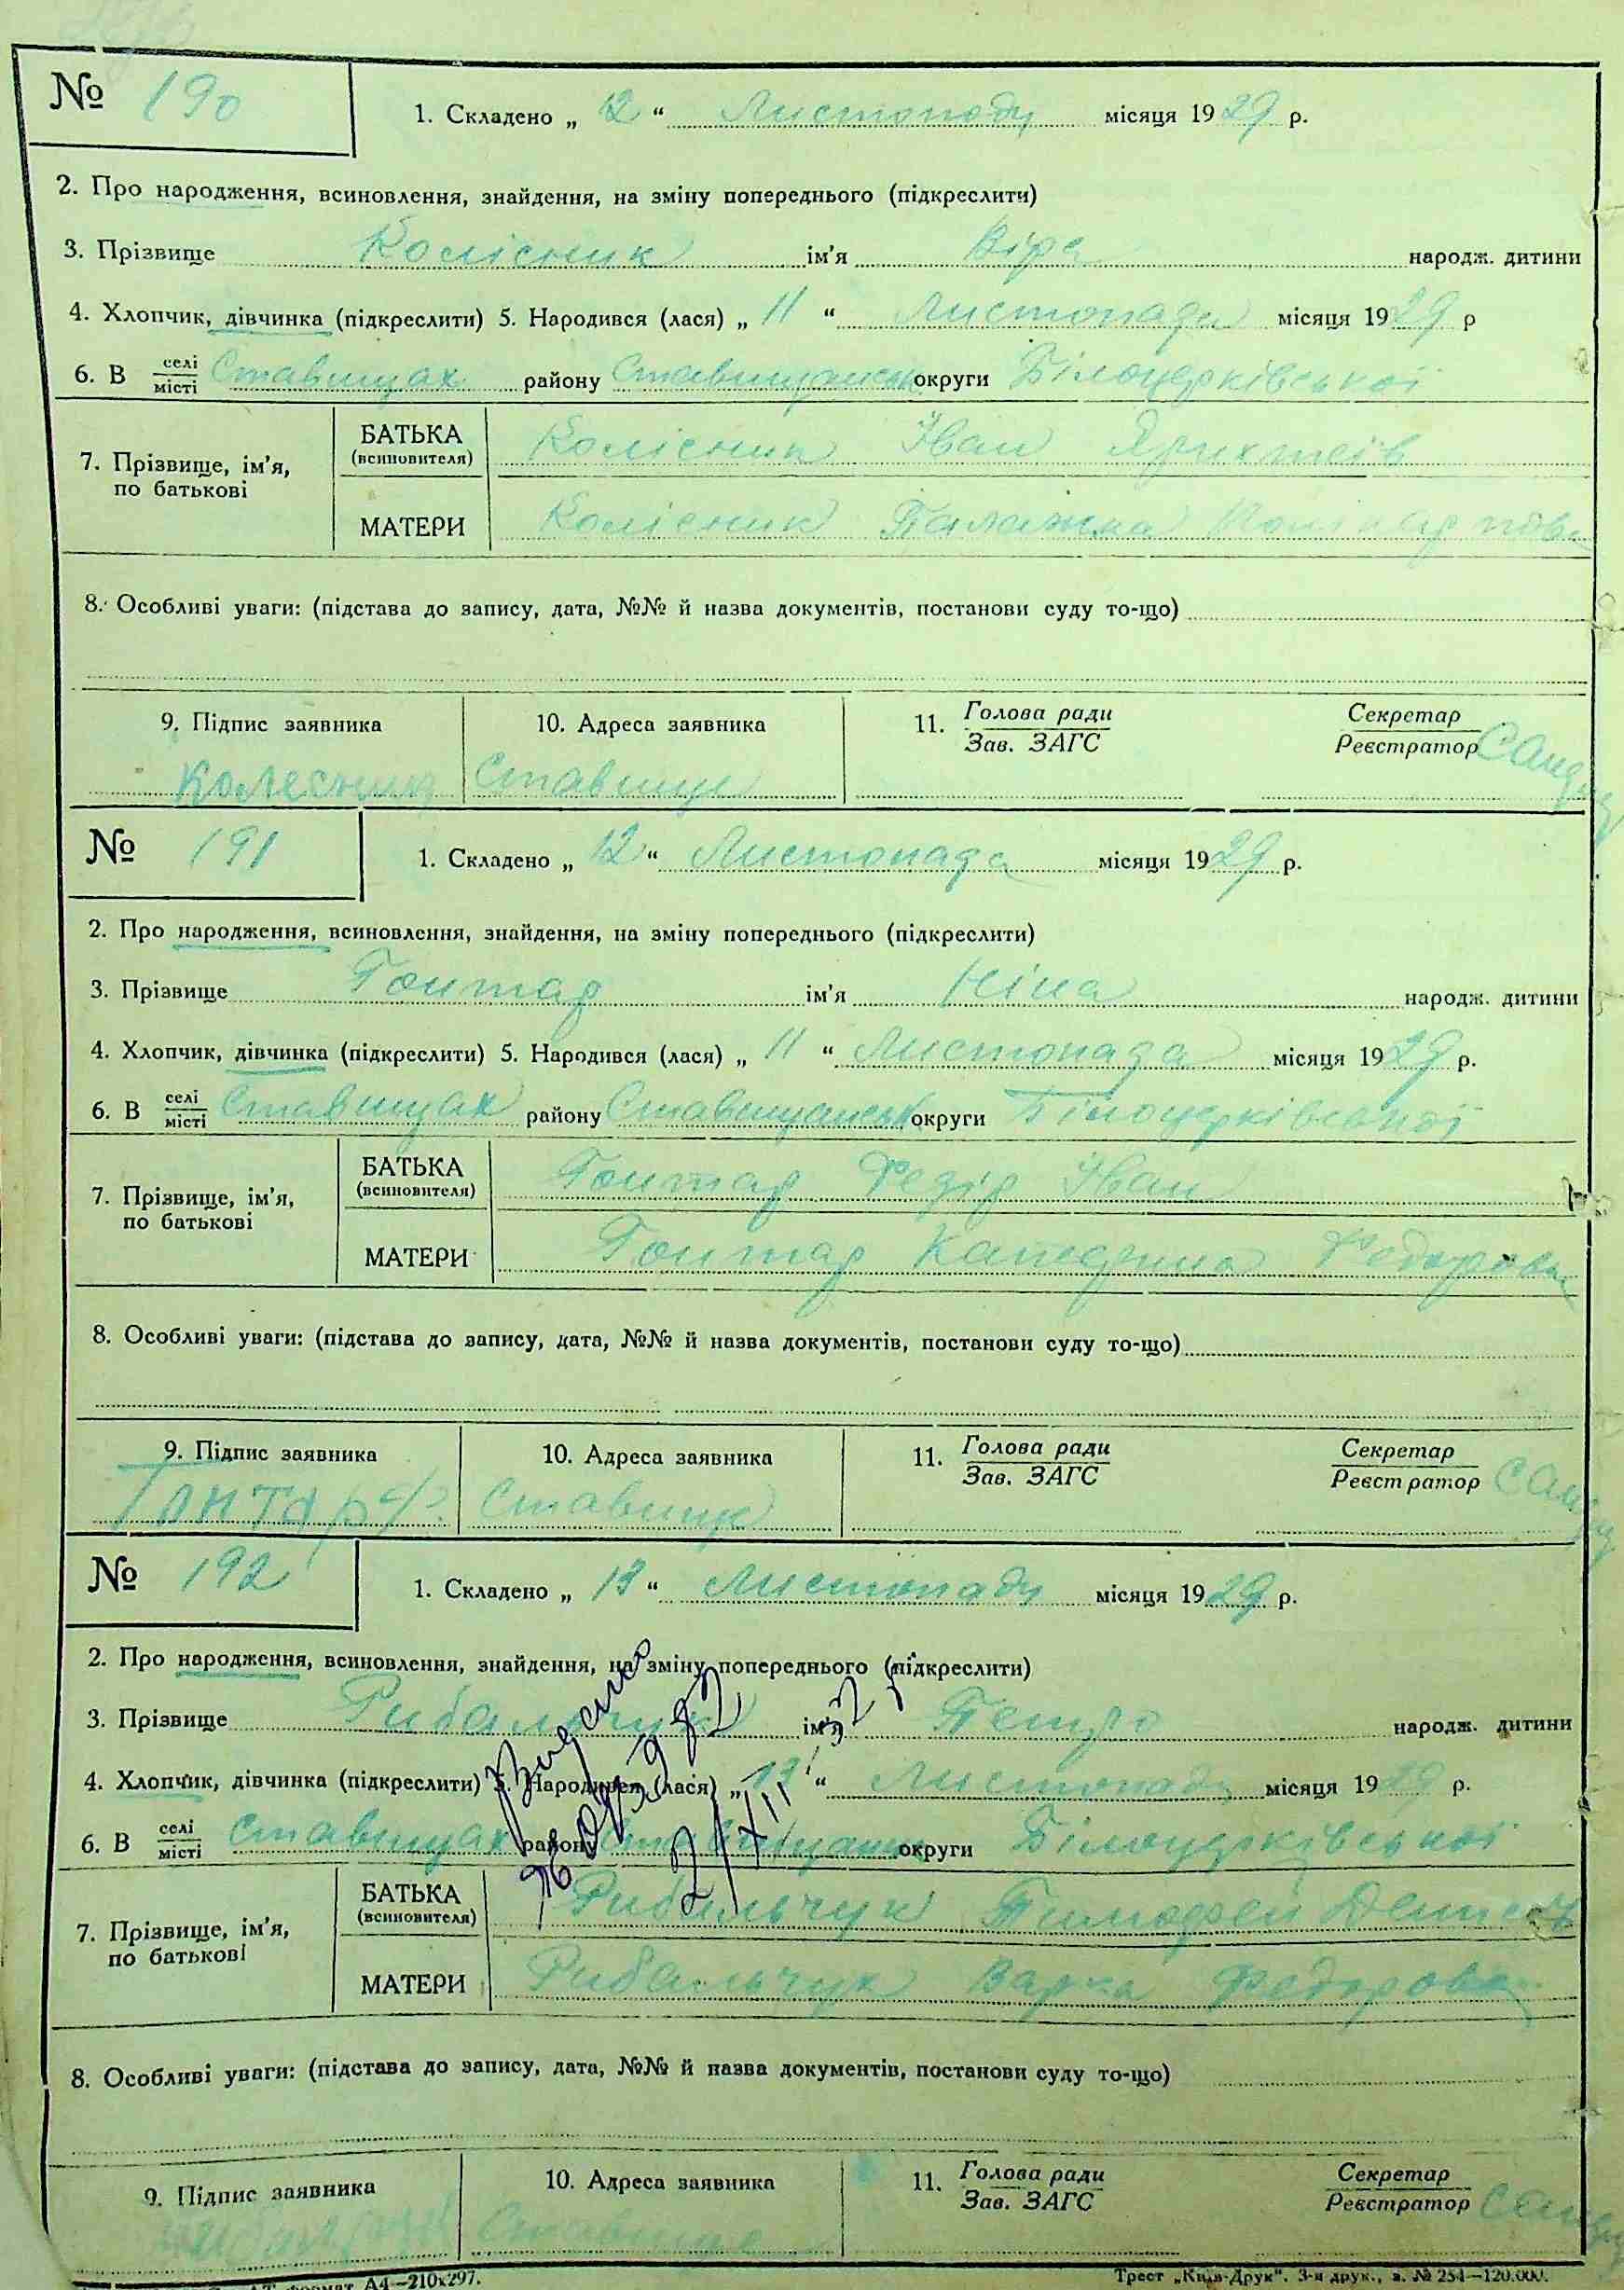 № 190
1. Складено „ 12 “ Листопаду місяця 1929 р.
2. Про народження, всиновлення, знайдення, на зміну попереднього (підкреслити)
3. Прізвище Колісник ім’я Віра народж. дитини
4. Хлопчик, дівчинка (підкреслити) 5. Народився (лася) „ 11 “ Листопада місяця 1929 р
6. В селі місті Ставищах району Ставищанськ округи Білоцерківської
7. Прізвище, ім’я, по батькові
БАТЬКА (всиновителя) Колісник Іван
МАТЕРИ Колісник Палажка
8. Особливі уваги: (підстава до запису, дата, №№ й назва документів, постанови суду то-що)
9. Підпис заявника 10. Адреса заявника 11. Голова ради Зав. ЗАГС Секретар Реєстратор
Колесник Ставище
№ 191
1. Складено „ 12 “ Листопада місяця 1929 р.
2. Про народження, всиновлення, знайдення, на зміну попереднього (підкреслити)
3. Прізвище Гонтар ім’я Ніна народж. дитини
4. Хлопчик, дівчинка (підкреслити) 5. Народився (лася) „ 11 “ Листопада місяця 1929 р.
6. В селі місті Ставищах району Ставищанськ округи Білоцерківської
7. Прізвище, ім’я, по батькові
БАТЬКА (всиновителя) Гонтар Федір Іван
МАТЕРИ Гонтар Катерина Федорова
8. Особливі уваги: (підстава до запису, дата, №№ й назва документів, постанови суду то-що)
9. Підпис заявника 10. Адреса заявника 11. Голова ради Зав. ЗАГС Секретар Реєстратор
Ставище
№ 192
1. Складено „ 13 “ Листопаду місяця 1929 р.
2. Про народження, всиновлення, знайдення, на зміну попереднього (підкреслити)
3. Прізвище Рибальчук ім’я Петро народж. дитини
4. Хлопчик, дівчинка (підкреслити) 5. Народився (лася) „ “ Листопаду місяця 1929 р.
6. В селі місті Ставищах району округи Білоцерківської
7. Прізвище, ім’я, по батькові
БАТЬКА (всиновителя) Рибальчук Тимофей
МАТЕРИ Рибальчук Варка Федорова
8. Особливі уваги: (підстава до запису, дата, №№ й назва документів, постанови суду то-що)
9. Підпис заявника 10. Адреса заявника 11. Голова ради Зав. ЗАГС Секретар Реєстратор
Ставище
формат А4—210х297. Трест „Київ-Друк“. 3-я друк., з. № 254—120.000.